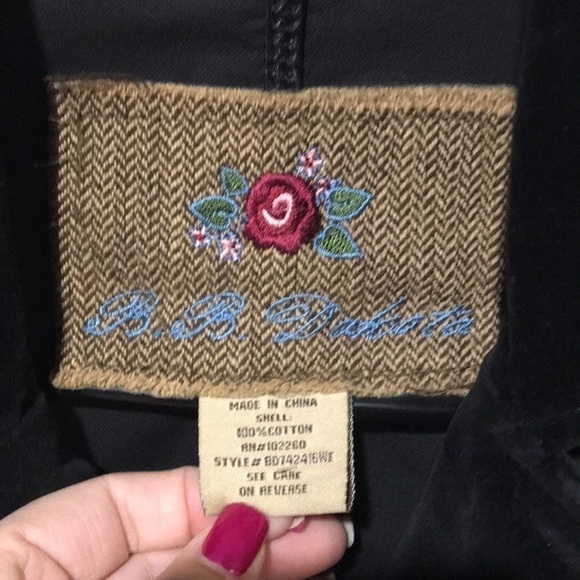 B.B. Dakota
MADE IN CHINA
SHELL:
100%COTTON
RN#102260
STYLE# BD742416WE
SEE CARE
ON REVERSE